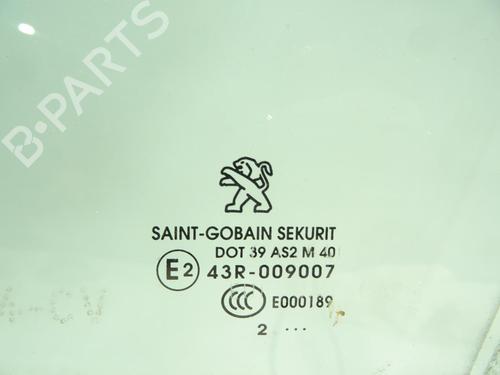 B-PARTS
SAINT-GOBAIN SEKURIT
DOT 39 AS2 M 40
E2 43R-009007
CCC E000189
2 ...